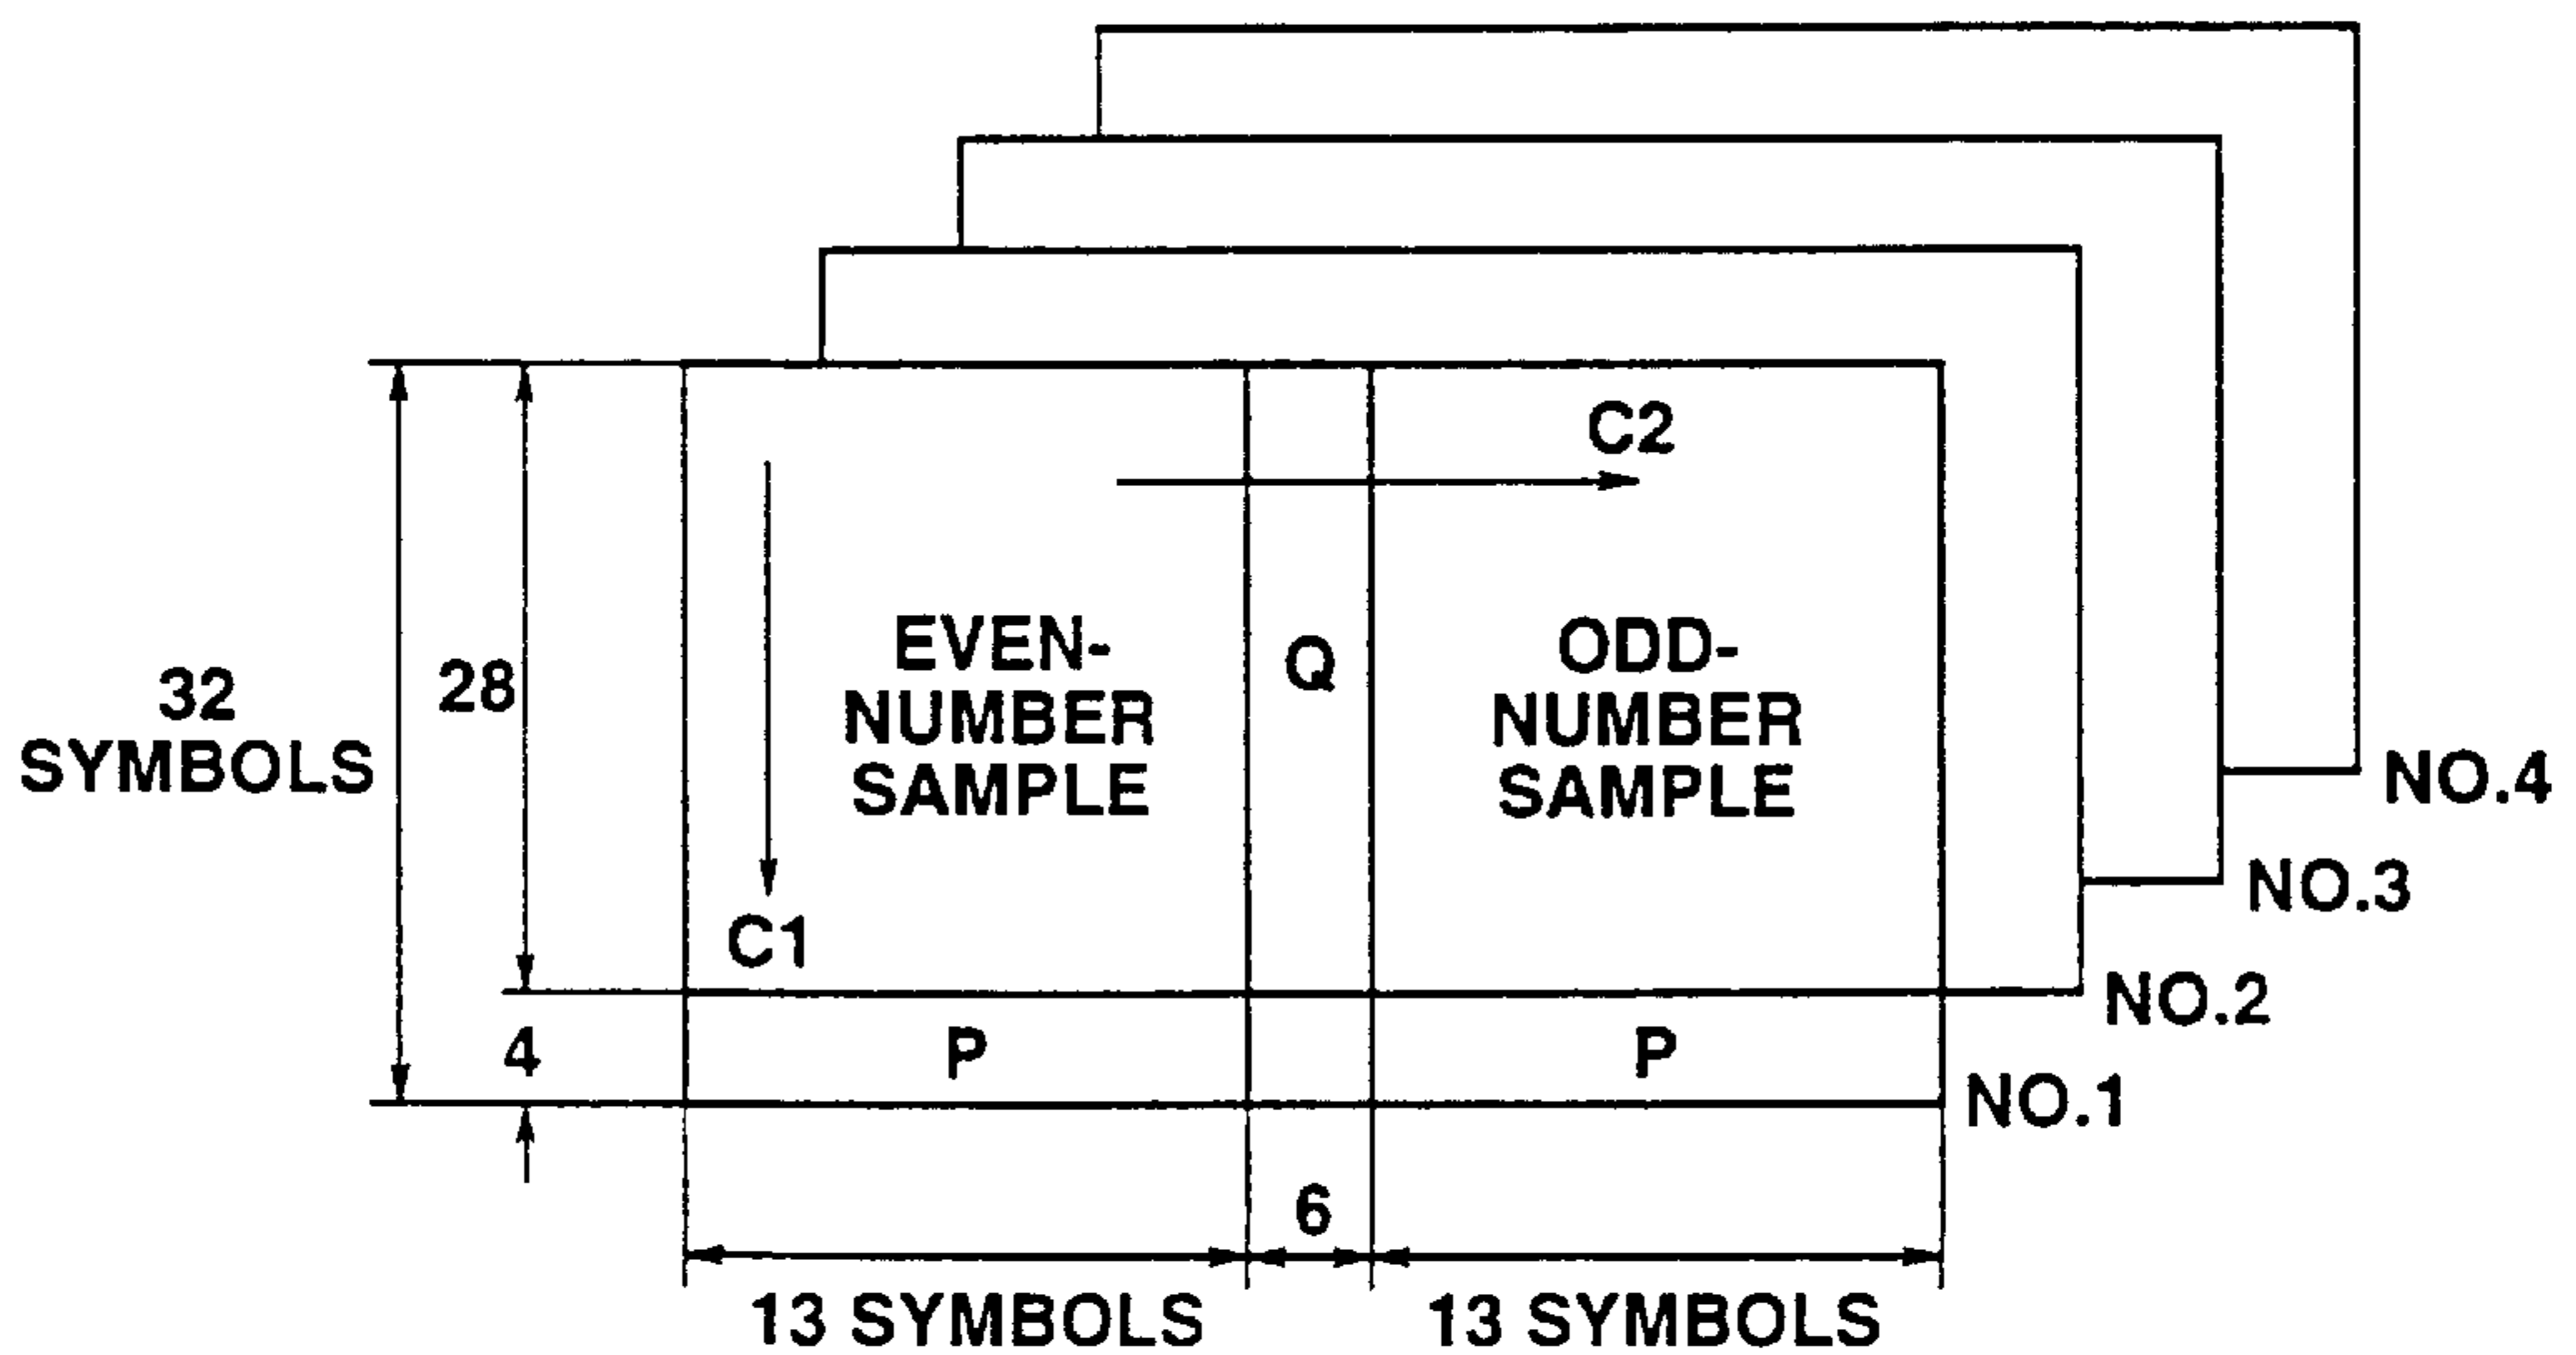 C2
EVEN-
NUMBER
SAMPLE
Q
ODD-
NUMBER
SAMPLE
32
SYMBOLS
28
C1
4
P
P
NO.4
NO.3
NO.2
NO.1
6
13 SYMBOLS
13 SYMBOLS